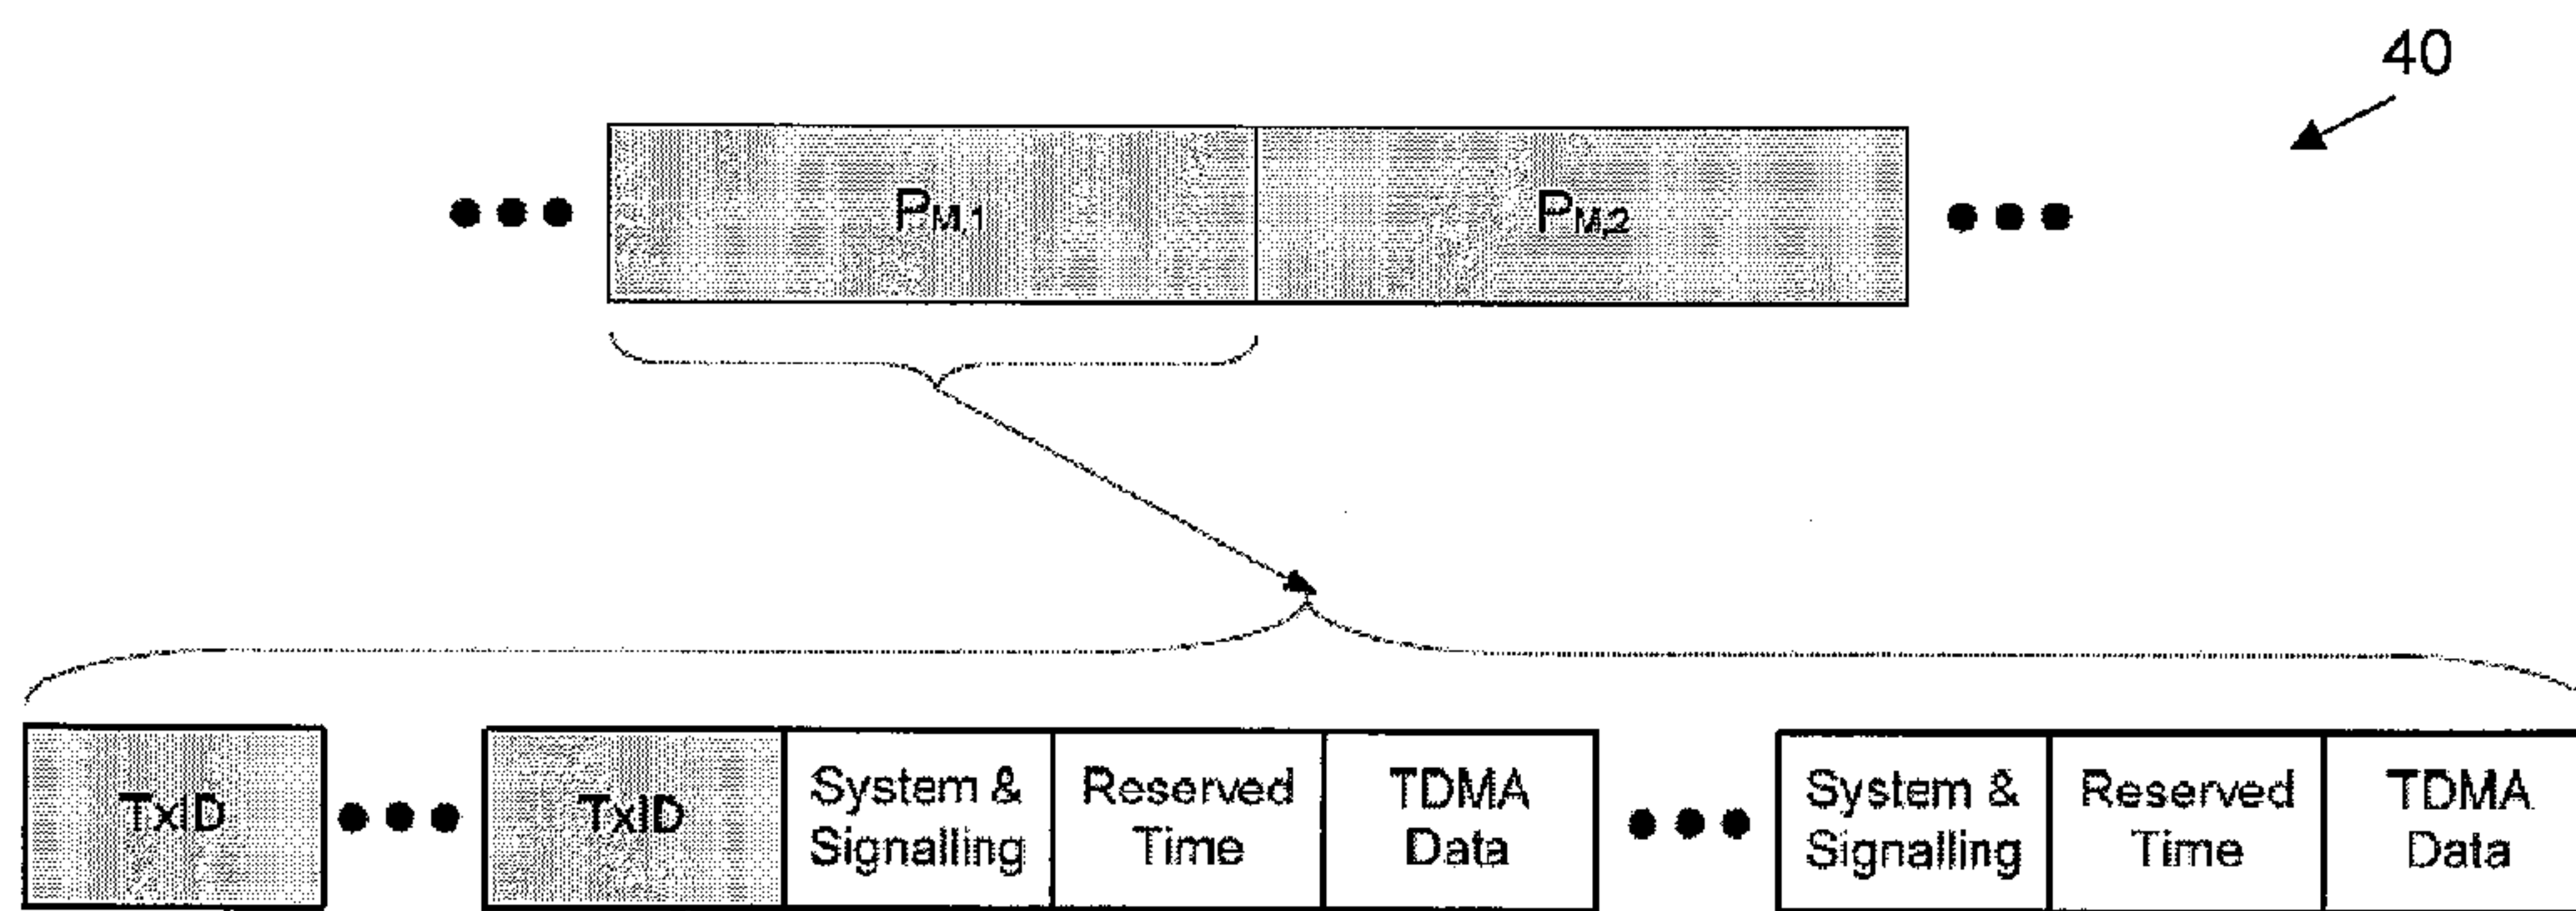 40
PM,1
PM,2
TxID
TxID
System &
Signalling
Reserved
Time
TDMA
Data
System &
Signalling
Reserved
Time
TDMA
Data